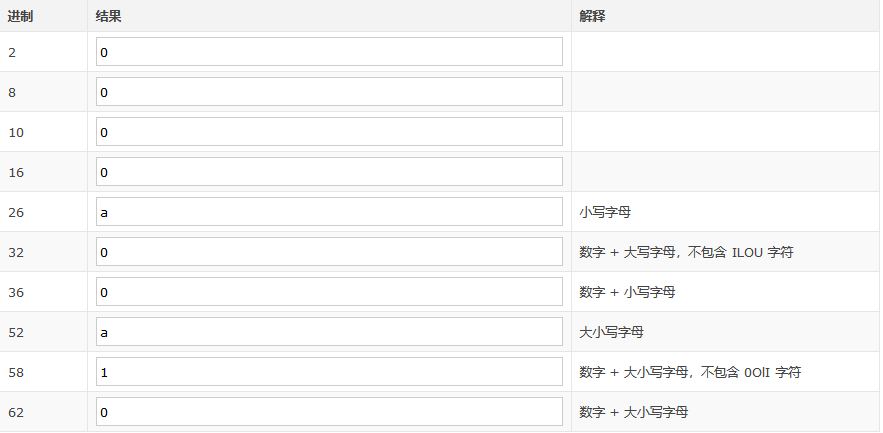 进制 结果 解释
2 0
8 0
10 0
16 0
26 a 小写字母
32 0 数字 + 大写字母，不包含 ILOU 字符
36 0 数字 + 小写字母
52 a 大小写字母
58 1 数字 + 大小写字母，不包含 0OlI 字符
62 0 数字 + 大小写字母